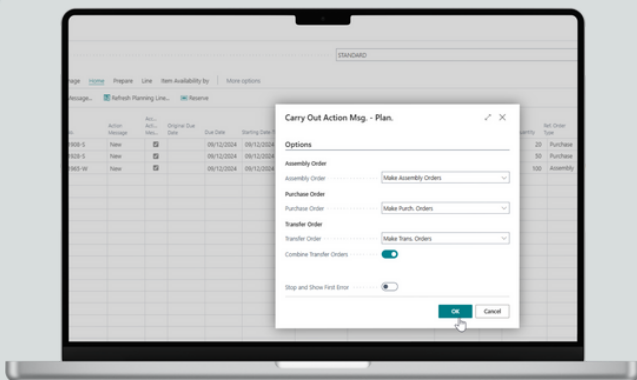 STANDARD
Home Prepare Line Item Availability by More options
Refresh Planning Line... Reserve
Action Message
Original Due Date
Due Date
Starting Date-T
Ref. Order Type
1908-S New 09/12/2024 09/12/2024 20 Purchase
1928-S New 09/12/2024 09/12/2024 50 Purchase
1965-W New 09/12/2024 09/12/2024 100 Assembly
Carry Out Action Msg. - Plan.
Options
Assembly Order
Assembly Order Make Assembly Orders
Purchase Order
Purchase Order Make Purch. Orders
Transfer Order
Transfer Order Make Trans. Orders
Combine Transfer Orders
Stop and Show First Error
OK Cancel